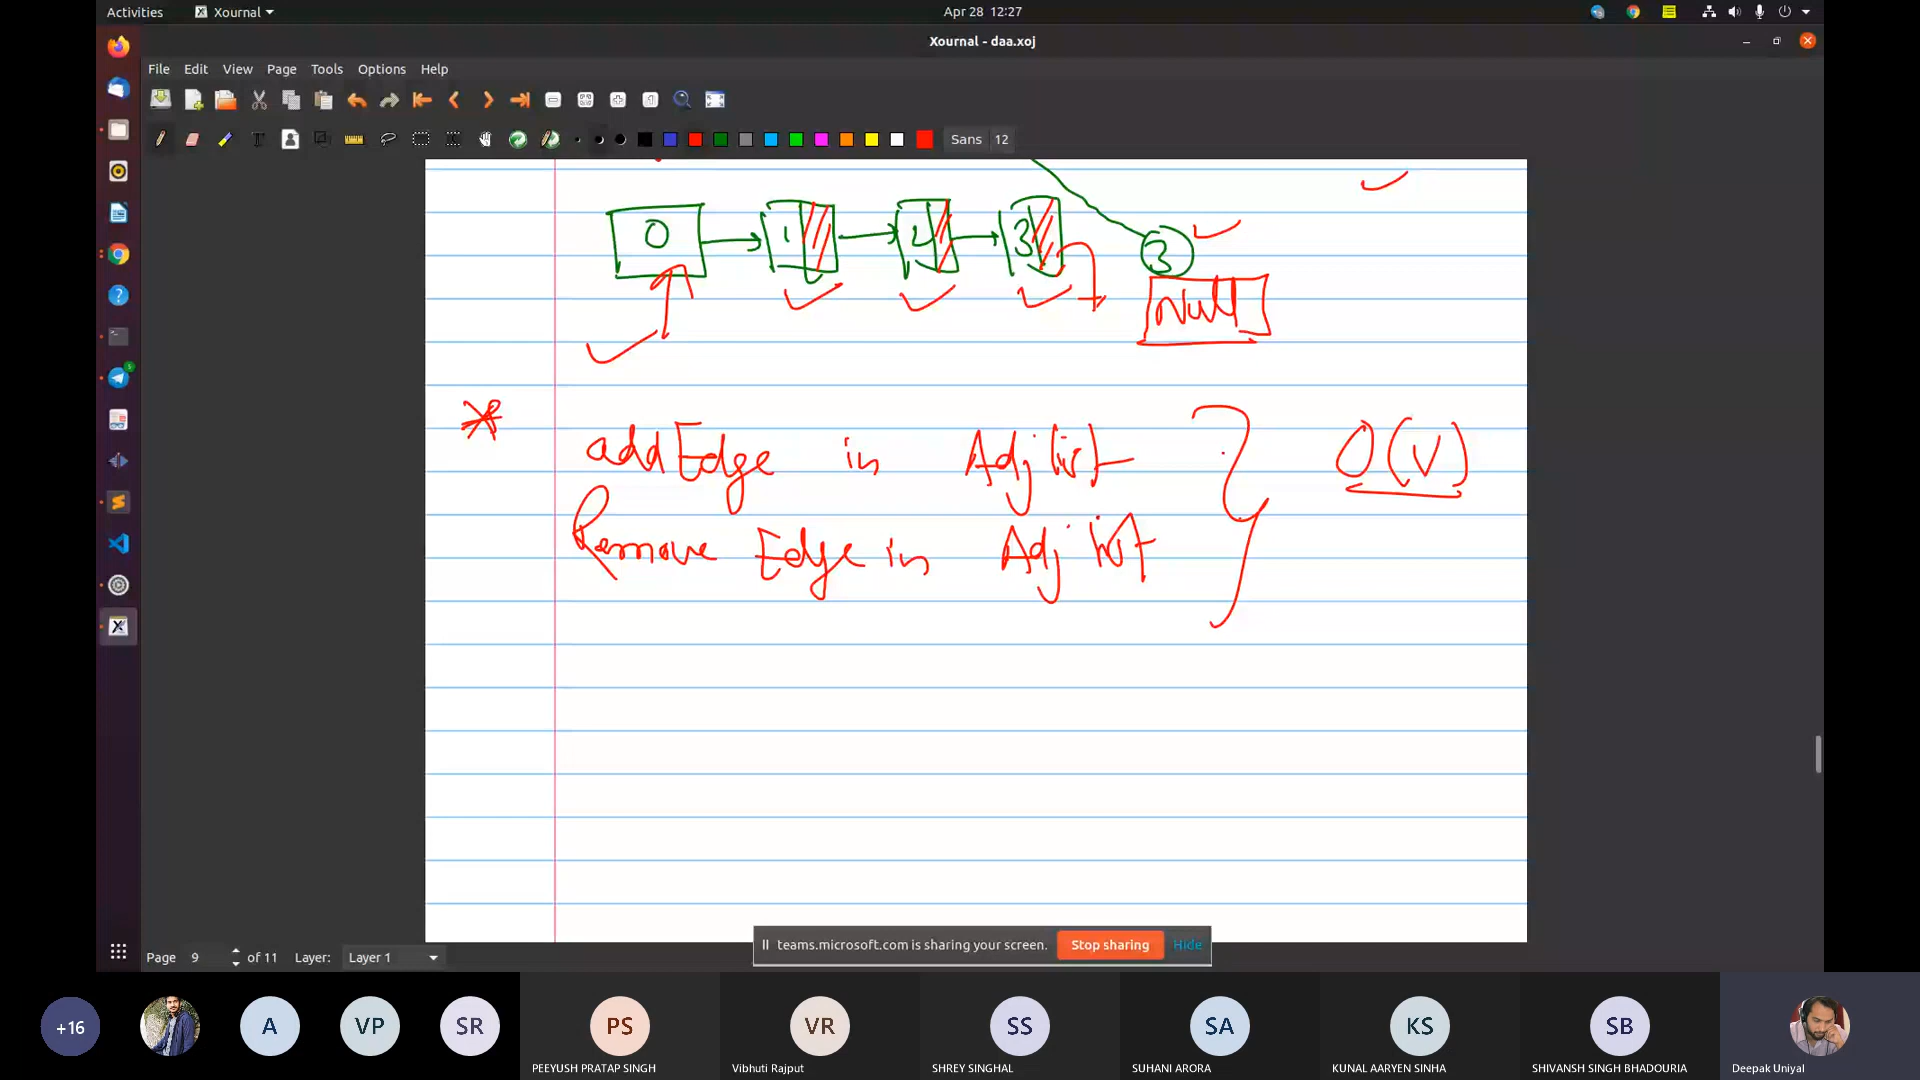 Activities
Xournal
Apr 28 12:27
Xournal - daa.xoj
File Edit View Page Tools Options Help
Sans 12
0 1 2 3
3
Null
addEdge in Adj list
Remove Edge in Adj list
O(V)
teams.microsoft.com is sharing your screen. Stop sharing Hide
Page 9 of 11 Layer: Layer 1
+16 A VP SR PS VR SS SA KS SB
PEEYUSH PRATAP SINGH Vibhuti Rajput SHREY SINGHAL SUHANI ARORA KUNAL AARYEN SINHA SHIVANSH SINGH BHADOURIA Deepak Uniyal